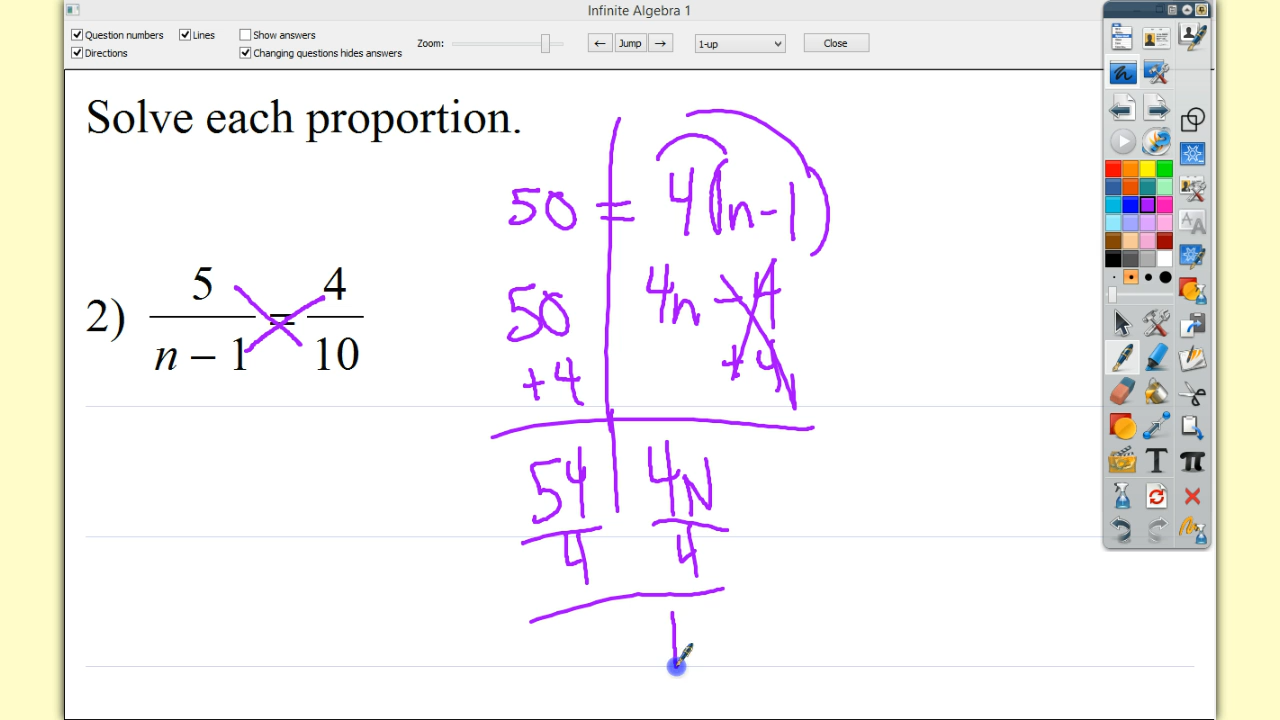 Infinite Algebra 1
Question numbers Lines Show answers
Directions Changing questions hides answers
Zoom: Jump 1-up Close
Solve each proportion.
50 = 4(n-1)
2) 5/(n − 1) = 4/10
50 4n - 4
+4 +4
54 4N
4 4